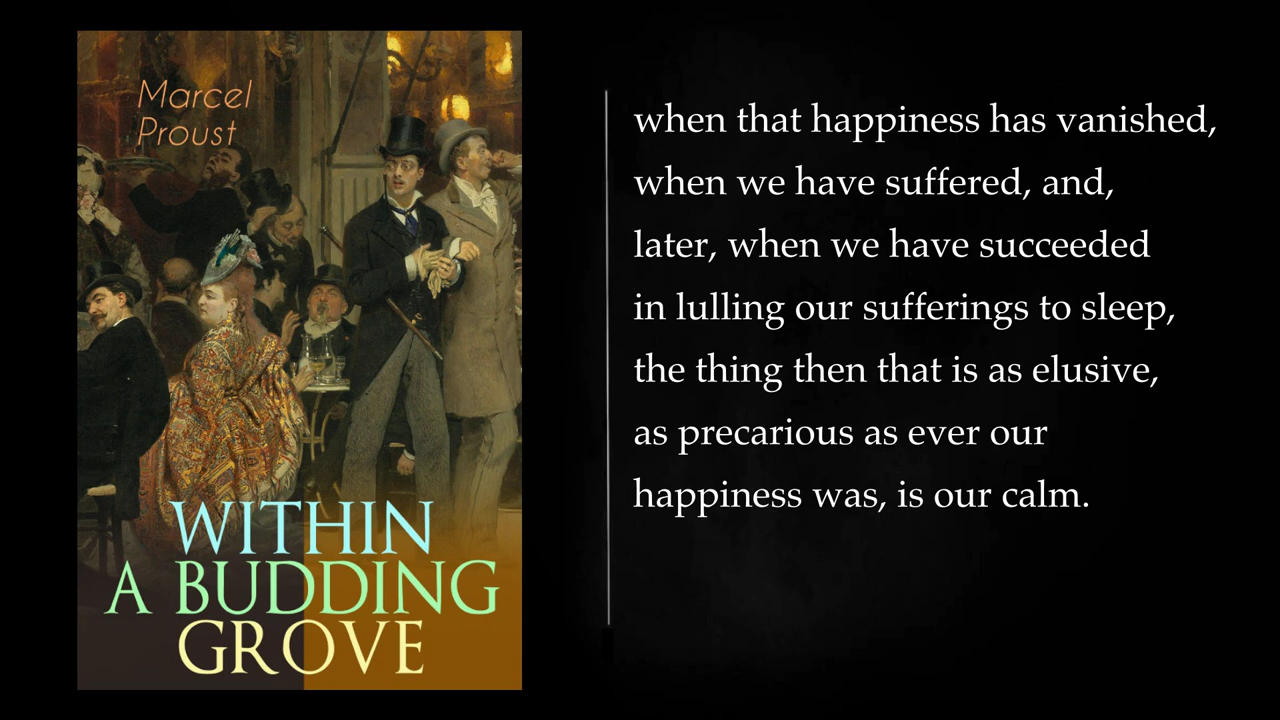 Marcel
Proust
WITHIN
A BUDDING
GROVE
when that happiness has vanished,
when we have suffered, and,
later, when we have succeeded
in lulling our sufferings to sleep,
the thing then that is as elusive,
as precarious as ever our
happiness was, is our calm.